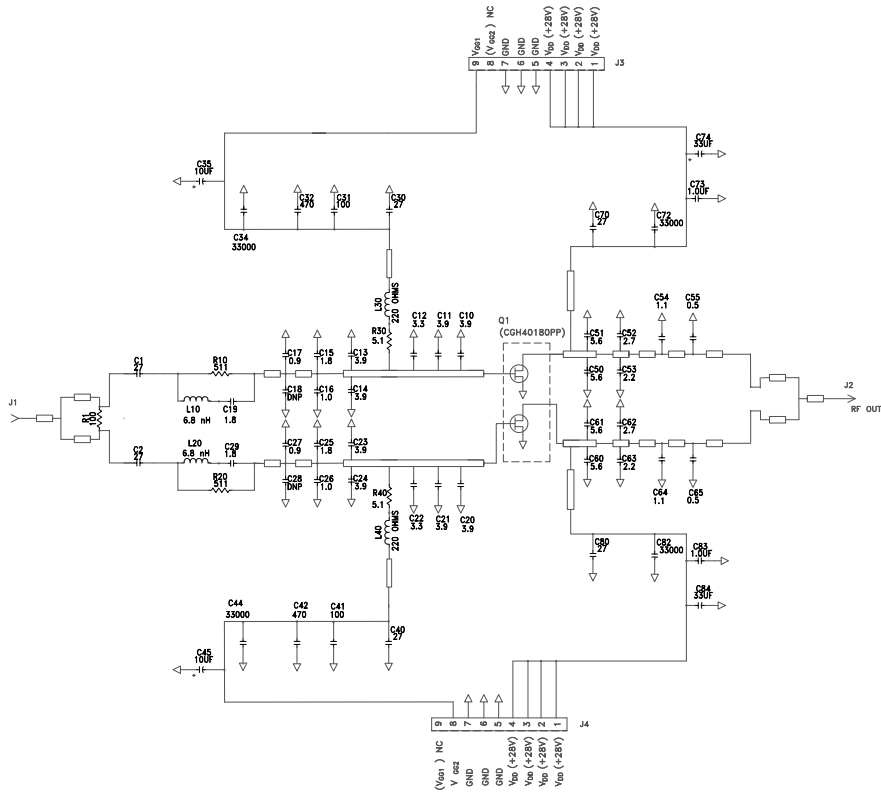 VGG1
(VGG2) NC
GND
GND
GND
VDD (+28V)
VDD (+28V)
VDD (+28V)
VDD (+28V)
9 8 7 6 5 4 3 2 1
J3
C74
33UF
+
C73
1.0UF
C35
10UF
+
C34
33000
C32
470
C31
100
C30
27
C70
27
C72
33000
L30
220 OHMS
R30
5.1
C12
3.3
C11
3.9
C10
3.9
Q1
(CGH40180PP)
C51
5.6
C52
2.7
C54
1.1
C55
0.5
C17
0.9
C15
1.8
C13
3.9
C1
27
R10
511
L10
6.8 nH
C19
1.8
C18
DNP
C16
1.0
C14
3.9
C50
5.6
C53
2.2
J1
R1
100
J2
RF OUT
C2
27
L20
6.8 nH
C29
1.8
R20
511
C27
0.9
C25
1.8
C23
3.9
C61
5.6
C62
2.7
C28
DNP
C26
1.0
C24
3.9
C60
5.6
C63
2.2
R40
5.1
L40
220 OHMS
C22
3.3
C21
3.9
C20
3.9
C64
1.1
C65
0.5
C80
27
C82
33000
C83
1.0UF
C84
33UF
C44
33000
C42
470
C41
100
C40
27
C45
10UF
+
9 8 7 6 5 4 3 2 1
J4
(VGG1) NC
V GG2
GND
GND
GND
VDD (+28V)
VDD (+28V)
VDD (+28V)
VDD (+28V)